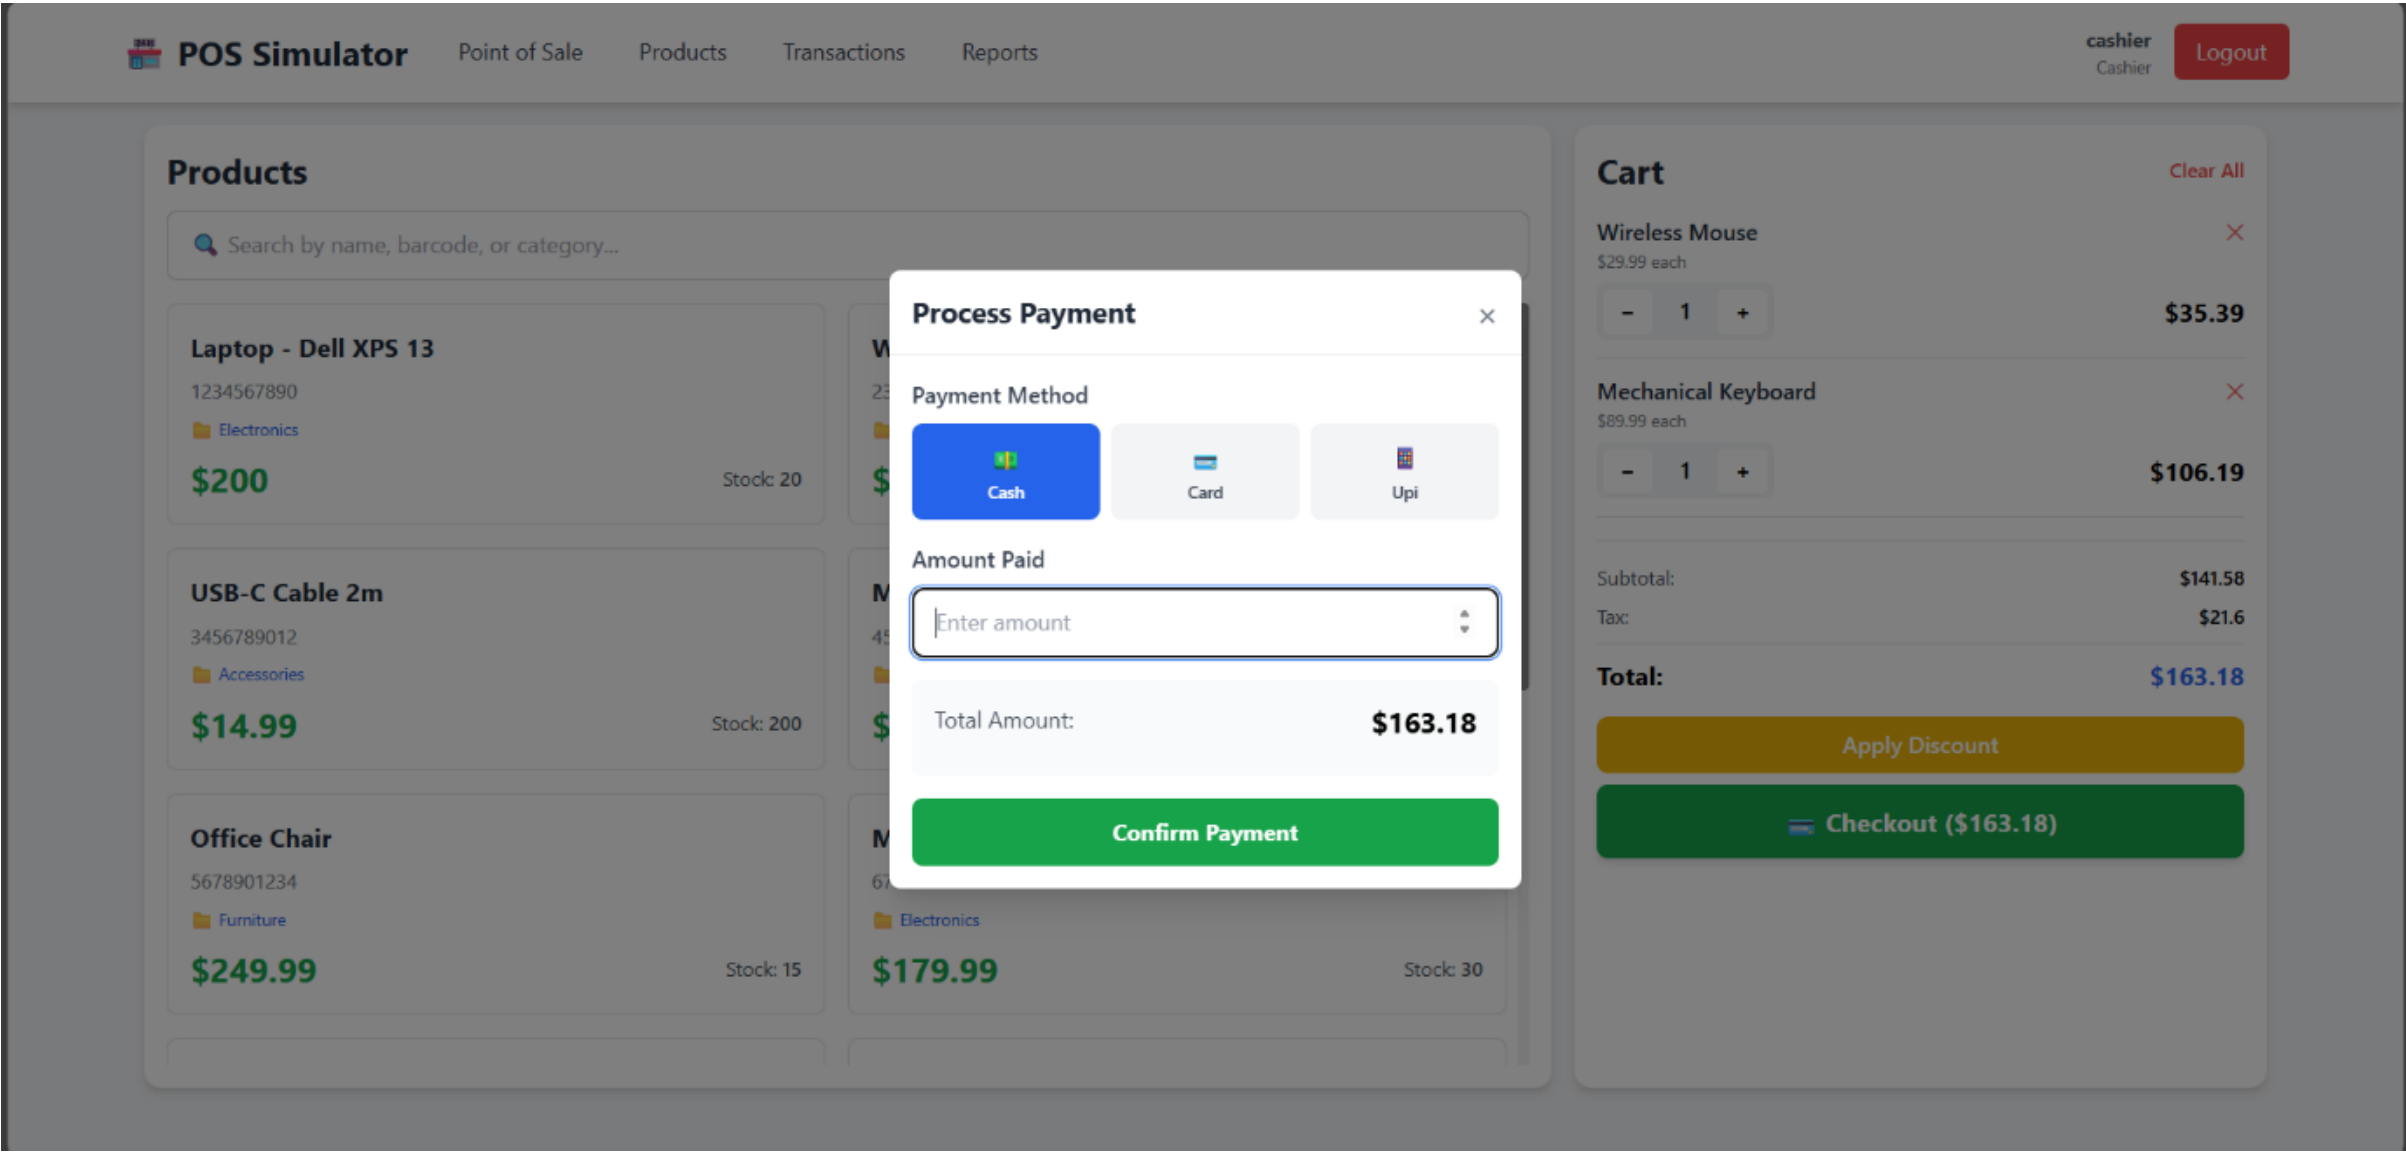 POS Simulator
Point of Sale
Products
Transactions
Reports
cashier
Cashier
Logout
Products
Search by name, barcode, or category...
Laptop - Dell XPS 13
1234567890
Electronics
$200
Stock: 20
USB-C Cable 2m
3456789012
Accessories
$14.99
Stock: 200
Office Chair
5678901234
Furniture
$249.99
Stock: 15
Electronics
$179.99
Stock: 30
Process Payment
×
Payment Method
Cash
Card
Upi
Amount Paid
Enter amount
Total Amount:
$163.18
Confirm Payment
Cart
Clear All
Wireless Mouse
$29.99 each
- 1 +
$35.39
Mechanical Keyboard
$89.99 each
- 1 +
$106.19
Subtotal:
$141.58
Tax:
$21.6
Total:
$163.18
Apply Discount
Checkout ($163.18)